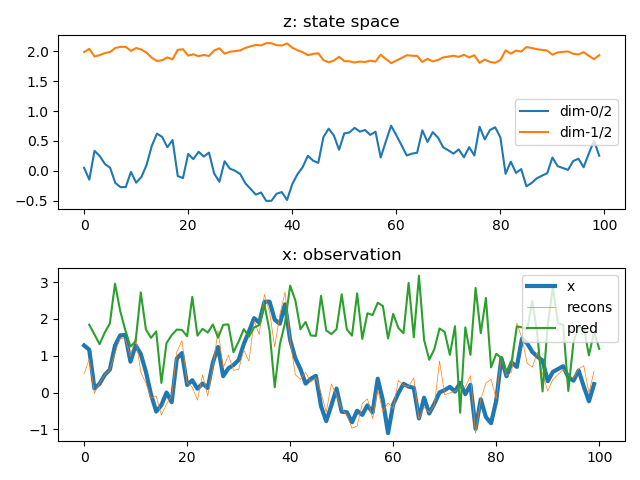 z: state space
2.0
1.5
1.0
0.5
0.0
−0.5
dim-0/2
dim-1/2
0 20 40 60 80 100
x: observation
3
2
1
0
−1
x
recons
pred
0 20 40 60 80 100